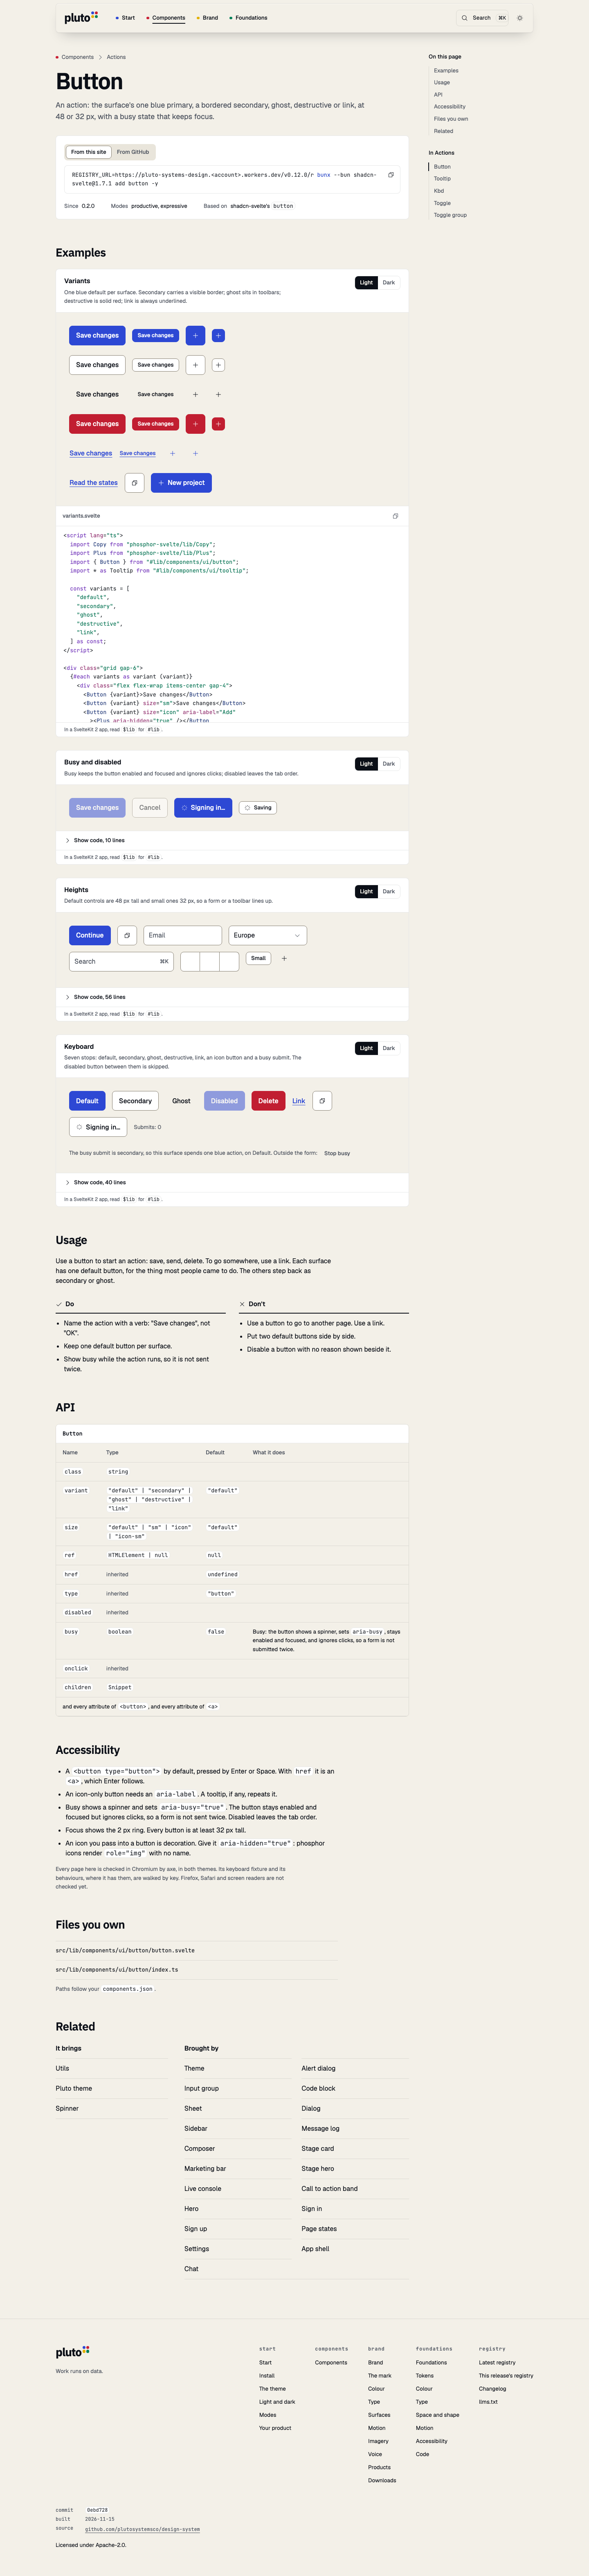 pluto
Start
Components
Brand
Foundations
Search ⌘K
Components
Actions
Button
An action: the surface's one blue primary, a bordered secondary, ghost, destructive or link, at
48 or 32 px, with a busy state that keeps focus.
From this site
From GitHub
REGISTRY_URL=https://pluto-systems-design.<account>.workers.dev/v0.12.0/r bunx --bun shadcn-
svelte@1.7.1 add button -y
Since 0.2.0
Modes productive, expressive
Based on shadcn-svelte's button
On this page
Examples
Usage
API
Accessibility
Files you own
Related
In Actions
Button
Tooltip
Kbd
Toggle
Toggle group
Examples
Variants
One blue default per surface. Secondary carries a visible border; ghost sits in toolbars;
destructive is solid red; link is always underlined.
Light
Dark
Save changes
Save changes
Save changes
Save changes
Save changes
Save changes
Save changes
Save changes
Save changes
Save changes
Read the states
New project
variants.svelte
<script lang="ts">
import Copy from "phosphor-svelte/lib/Copy";
import Plus from "phosphor-svelte/lib/Plus";
import { Button } from "#lib/components/ui/button";
import * as Tooltip from "#lib/components/ui/tooltip";
const variants = [
"default",
"secondary",
"ghost",
"destructive",
"link",
] as const;
</script>
<div class="grid gap-6">
{#each variants as variant (variant)}
<div class="flex flex-wrap items-center gap-4">
<Button {variant}>Save changes</Button>
<Button {variant} size="sm">Save changes</Button>
<Button {variant} size="icon" aria-label="Add"
><Plus aria-hidden="true" /></Button
In a SvelteKit 2 app, read $lib for #lib.
Busy and disabled
Busy keeps the button enabled and focused and ignores clicks; disabled leaves the tab order.
Light
Dark
Save changes
Cancel
Signing in…
Saving
Show code, 10 lines
In a SvelteKit 2 app, read $lib for #lib.
Heights
Default controls are 48 px tall and small ones 32 px, so a form or a toolbar lines up.
Light
Dark
Continue
Email
Europe
Search ⌘K
Small
Show code, 56 lines
In a SvelteKit 2 app, read $lib for #lib.
Keyboard
Seven stops: default, secondary, ghost, destructive, link, an icon button and a busy submit. The
disabled button between them is skipped.
Light
Dark
Default
Secondary
Ghost
Disabled
Delete
Link
Signing in…
Submits: 0
The busy submit is secondary, so this surface spends one blue action, on Default. Outside the form:
Stop busy
Show code, 40 lines
In a SvelteKit 2 app, read $lib for #lib.
Usage
Use a button to start an action: save, send, delete. To go somewhere, use a link. Each surface
has one default button, for the thing most people came to do. The others step back as
secondary or ghost.
Do
Name the action with a verb: "Save changes", not
"OK".
Keep one default button per surface.
Show busy while the action runs, so it is not sent
twice.
Don't
Use a button to go to another page. Use a link.
Put two default buttons side by side.
Disable a button with no reason shown beside it.
API
Button
Name Type Default What it does
class string
variant "default" | "secondary" | "default"
"ghost" | "destructive" |
"link"
size "default" | "sm" | "icon" "default"
| "icon-sm"
ref HTMLElement | null null
href inherited undefined
type inherited "button"
disabled inherited
busy boolean false Busy: the button shows a spinner, sets aria-busy, stays
enabled and focused, and ignores clicks, so a form is not
submitted twice.
onclick inherited
children Snippet
and every attribute of <button>, and every attribute of <a>
Accessibility
A <button type="button"> by default, pressed by Enter or Space. With href it is an
<a>, which Enter follows.
An icon-only button needs an aria-label. A tooltip, if any, repeats it.
Busy shows a spinner and sets aria-busy="true". The button stays enabled and
focused but ignores clicks, so a form is not sent twice. Disabled leaves the tab order.
Focus shows the 2 px ring. Every button is at least 32 px tall.
An icon you pass into a button is decoration. Give it aria-hidden="true": phosphor
icons render role="img" with no name.
Every page here is checked in Chromium by axe, in both themes. Its keyboard fixture and its
behaviours, where it has them, are walked by key. Firefox, Safari and screen readers are not
checked yet.
Files you own
src/lib/components/ui/button/button.svelte
src/lib/components/ui/button/index.ts
Paths follow your components.json.
Related
It brings
Utils
Pluto theme
Spinner
Brought by
Theme
Alert dialog
Input group
Code block
Sheet
Dialog
Sidebar
Message log
Composer
Stage card
Marketing bar
Stage hero
Live console
Call to action band
Hero
Sign in
Sign up
Page states
Settings
App shell
Chat
pluto
Work runs on data.
start
Start
Install
The theme
Light and dark
Modes
Your product
components
Components
brand
Brand
The mark
Colour
Type
Surfaces
Motion
Imagery
Voice
Products
Downloads
foundations
Foundations
Tokens
Colour
Type
Space and shape
Motion
Accessibility
Code
registry
Latest registry
This release's registry
Changelog
llms.txt
commit 0ebd728
built 2026-11-15
source github.com/plutosystemsco/design-system
Licensed under Apache-2.0.